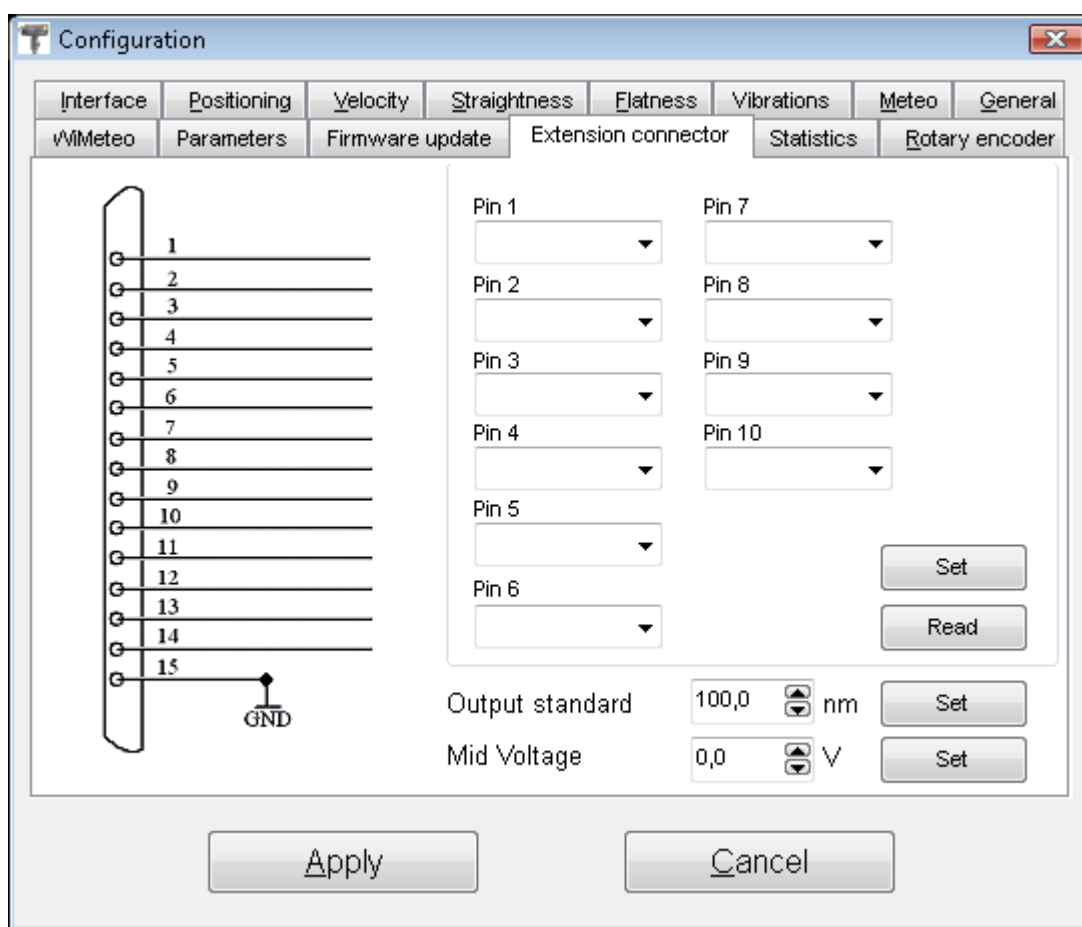 Configuration
Interface Positioning Velocity Straightness Flatness Vibrations Meteo General
WiMeteo Parameters Firmware update Extension connector Statistics Rotary encoder
1
2
3
4
5
6
7
8
9
10
11
12
13
14
15
GND
Pin 1 Pin 7
Pin 2 Pin 8
Pin 3 Pin 9
Pin 4 Pin 10
Pin 5
Pin 6
Set
Read
Output standard 100,0 nm Set
Mid Voltage 0,0 V Set
Apply Cancel